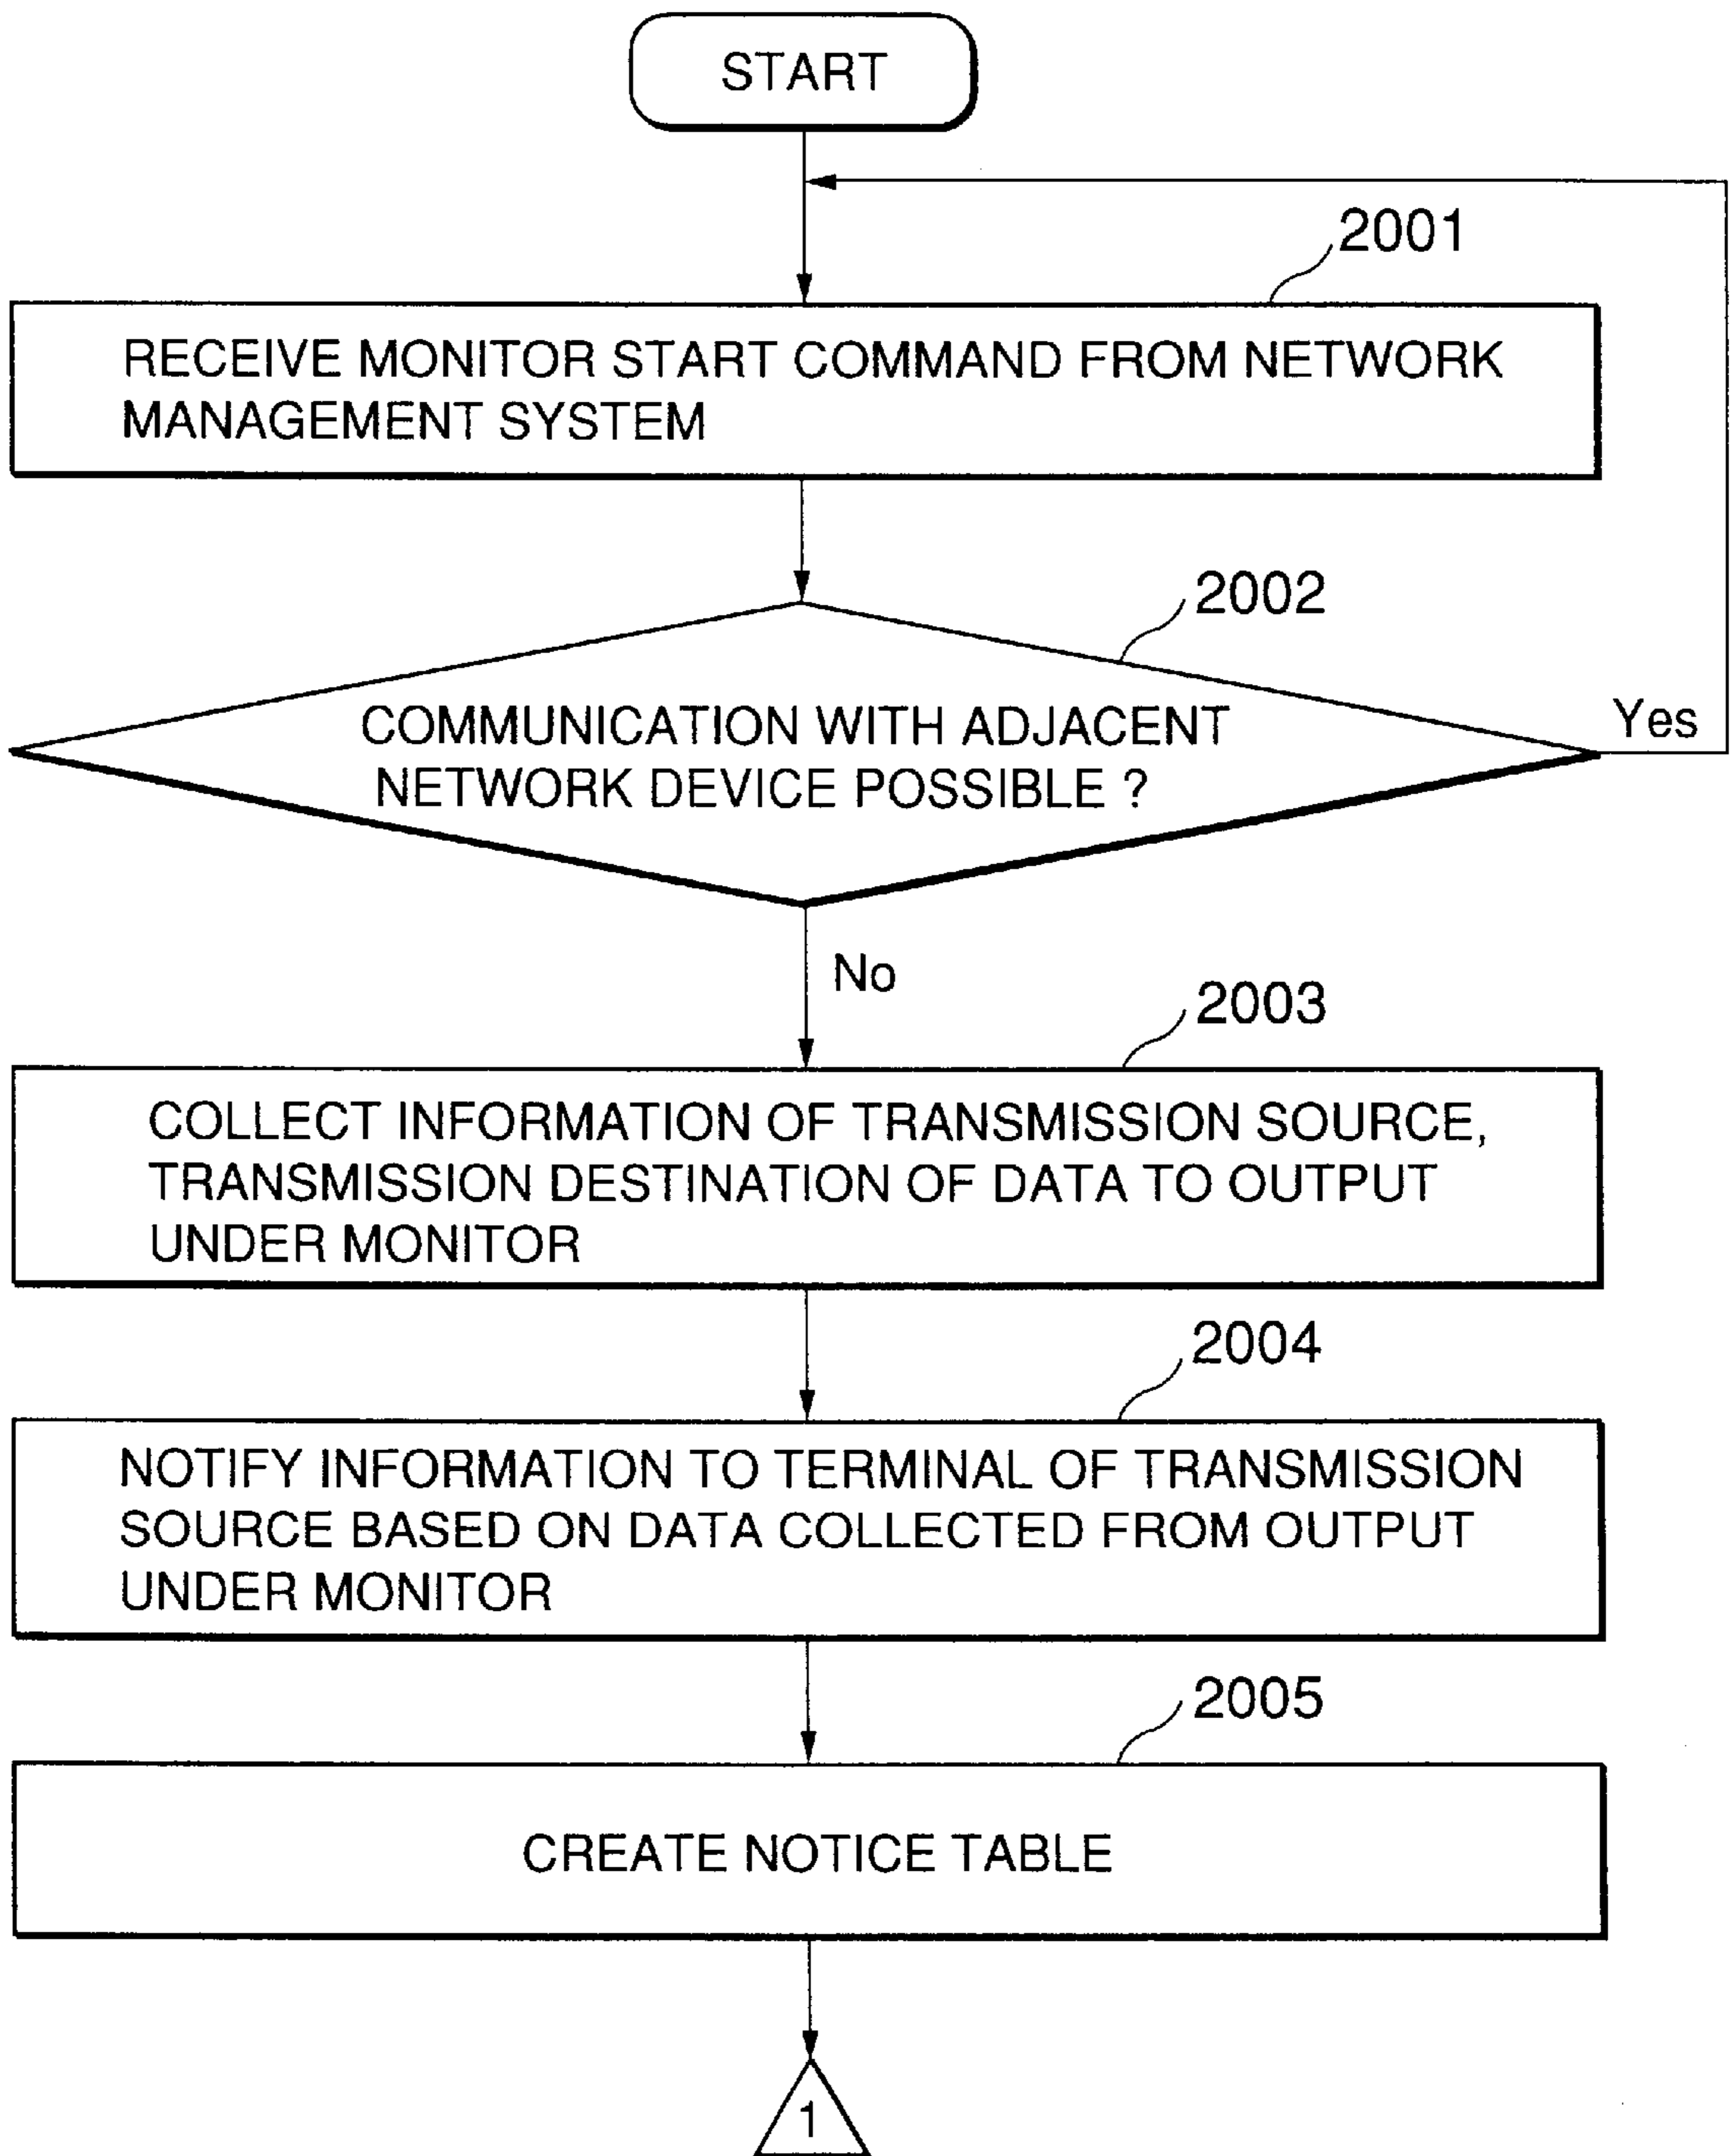 START
2001
RECEIVE MONITOR START COMMAND FROM NETWORK
MANAGEMENT SYSTEM
2002
COMMUNICATION WITH ADJACENT
NETWORK DEVICE POSSIBLE ?
Yes
No
2003
COLLECT INFORMATION OF TRANSMISSION SOURCE,
TRANSMISSION DESTINATION OF DATA TO OUTPUT
UNDER MONITOR
2004
NOTIFY INFORMATION TO TERMINAL OF TRANSMISSION
SOURCE BASED ON DATA COLLECTED FROM OUTPUT
UNDER MONITOR
2005
CREATE NOTICE TABLE
1